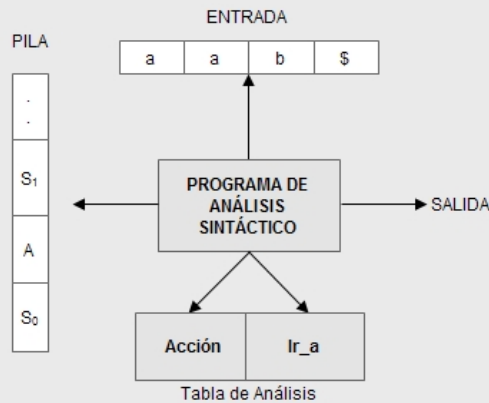 ENTRADA
PILA
a a b $
.
.
S₁
A
S₀
PROGRAMA DE
ANÁLISIS
SINTÁCTICO
SALIDA
Acción Ir_a
Tabla de Análisis